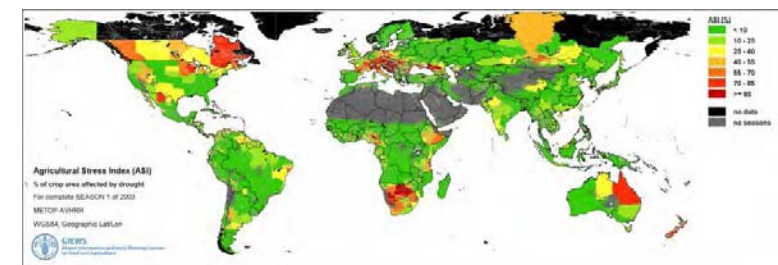 Agricultural Stress Index (ASI)
% of crop area affected by drought
For complete SEASON 1 of 2003
METOP-AVHRR
WGS84, Geographic Lat/Lon
GIEWS
ASI (%)
< 10
10 - 25
25 - 40
40 - 55
55 - 70
70 - 85
>= 85
no data
no seasons